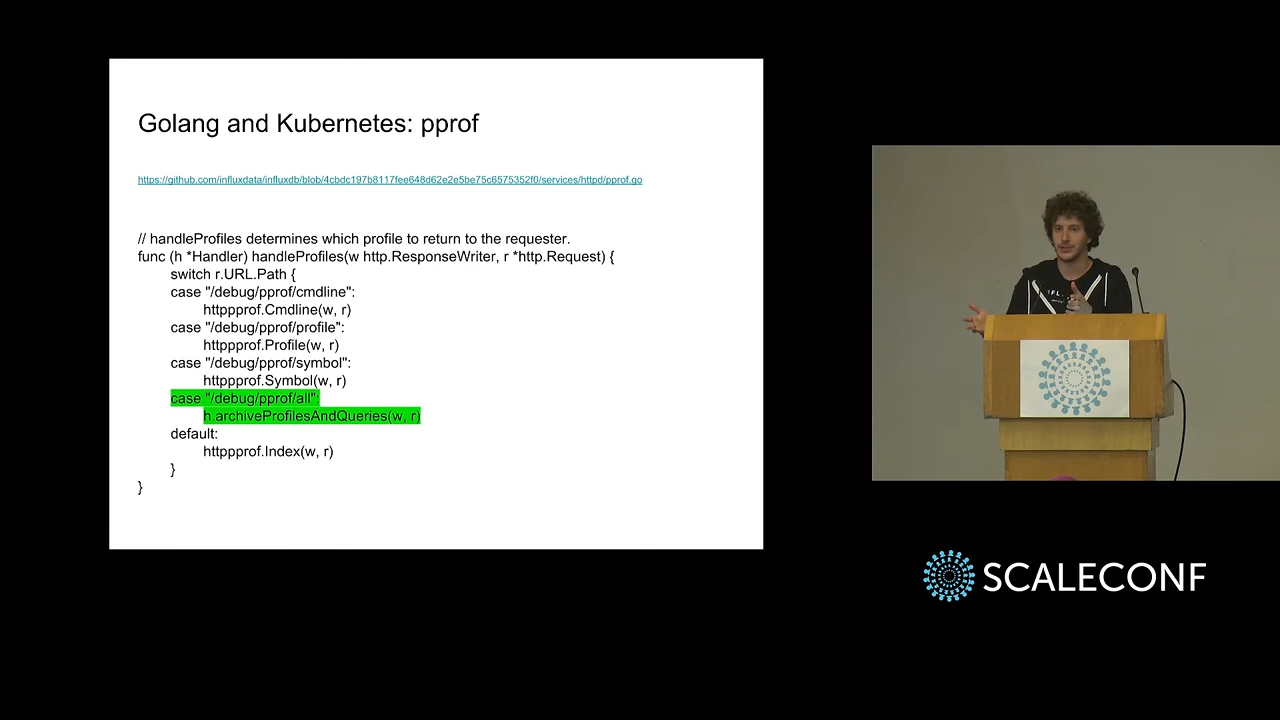 Golang and Kubernetes: pprof
https://github.com/influxdata/influxdb/blob/4cbdc197b8117fee648d62e2e5be75c6575352f0/services/httpd/pprof.go
// handleProfiles determines which profile to return to the requester.
func (h *Handler) handleProfiles(w http.ResponseWriter, r *http.Request) {
switch r.URL.Path {
case "/debug/pprof/cmdline":
httppprof.Cmdline(w, r)
case "/debug/pprof/profile":
httppprof.Profile(w, r)
case "/debug/pprof/symbol":
httppprof.Symbol(w, r)
case "/debug/pprof/all":
h.archiveProfilesAndQueries(w, r)
default:
httppprof.Index(w, r)
}
}
SCALECONF